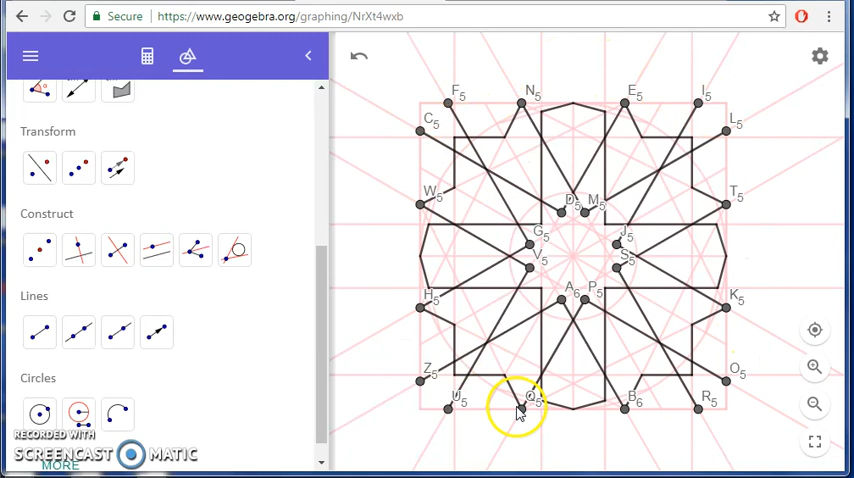 Secure https://www.geogebra.org/graphing/NrXt4wxb
Transform
Construct
Lines
Circles
MORE
RECORDED WITH
SCREENCAST MATIC
F5 N5 E5 I5
C5 L5
W5 D5 M5 T5
G5 J5
V5 S5
H5 A6 P5 K5
Z5 O5
U5 Q5 B6 R5